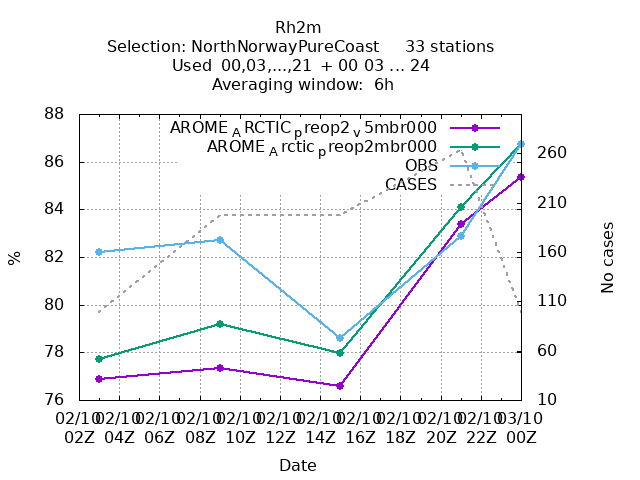 Rh2m
Selection: NorthNorwayPureCoast 33 stations
Used 00,03,...,21 + 00 03 ... 24
Averaging window: 6h
88
86
84
82
80
78
76
%
AROME_ARCTIC_preop2_v5mbr000
AROME_Arctic_preop2mbr000
OBS
CASES
260
210
160
110
60
10
No cases
02/10 02/10 02/10 02/10 02/10 02/10 02/10 02/10 02/10 02/10 02/10 03/10
02Z 04Z 06Z 08Z 10Z 12Z 14Z 16Z 18Z 20Z 22Z 00Z
Date